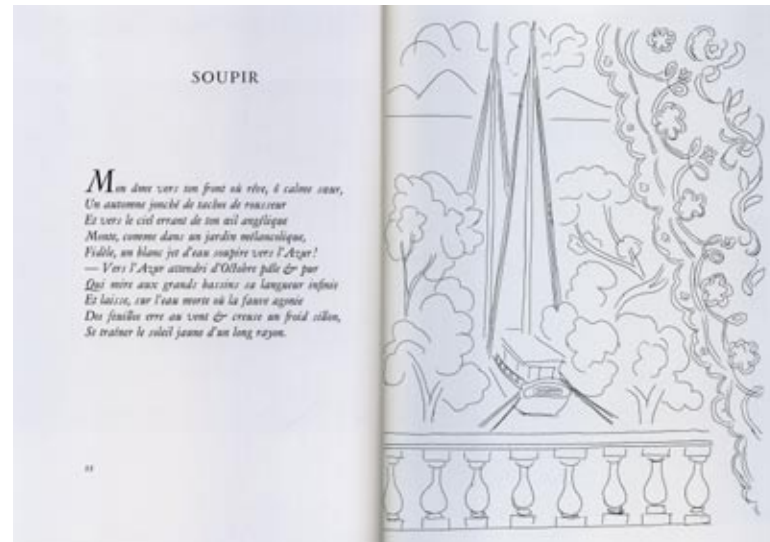 SOUPIR
Mon âme vers ton front où rêve, ô calme sœur,
Un automne jonché de taches de rousseur
Et vers le ciel errant de ton œil angélique
Monte, comme dans un jardin mélancolique,
Fidèle, un blanc jet d'eau soupire vers l'Azur!
— Vers l'Azur attendri d'Octobre pâle & pur
Qui mire aux grands bassins sa langueur infinie
Et laisse, sur l'eau morte où la fauve agonie
Des feuilles erre au vent & creuse un froid sillon,
Se traîner le soleil jaune d'un long rayon.